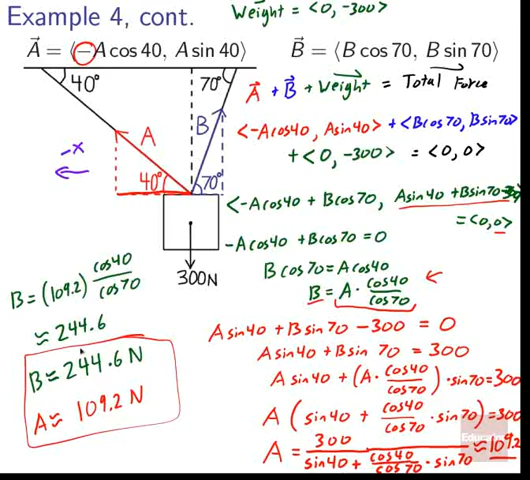 Example 4, cont.
Weight = <0, -300>
A = ⟨-A cos 40, A sin 40⟩
B = ⟨B cos 70, B sin 70⟩
40° 70°
A + B + Weight = Total Force
A B
<-Acos40, Asin40> + <Bcos70, Bsin70>
-x
+ <0, -300> = <0, 0>
40° 70°
<-Acos40 + Bcos70, Asin40 + Bsin70-300>
= <0,0>
-Acos40 + Bcos70 = 0
300N
Bcos70 = Acos40
B = A · cos40/cos70
B = (109.2) cos40/cos70
≈ 244.6
B ≈ 244.6 N
A ≈ 109.2 N
Asin40 + Bsin70 - 300 = 0
Asin40 + Bsin 70 = 300
Asin40 + (A · cos40/cos70) · sin70 = 300
A (sin40 + cos40/cos70 · sin70) = 300
A = 300/(sin40 + cos40/cos70 · sin70) ≈ 109.2